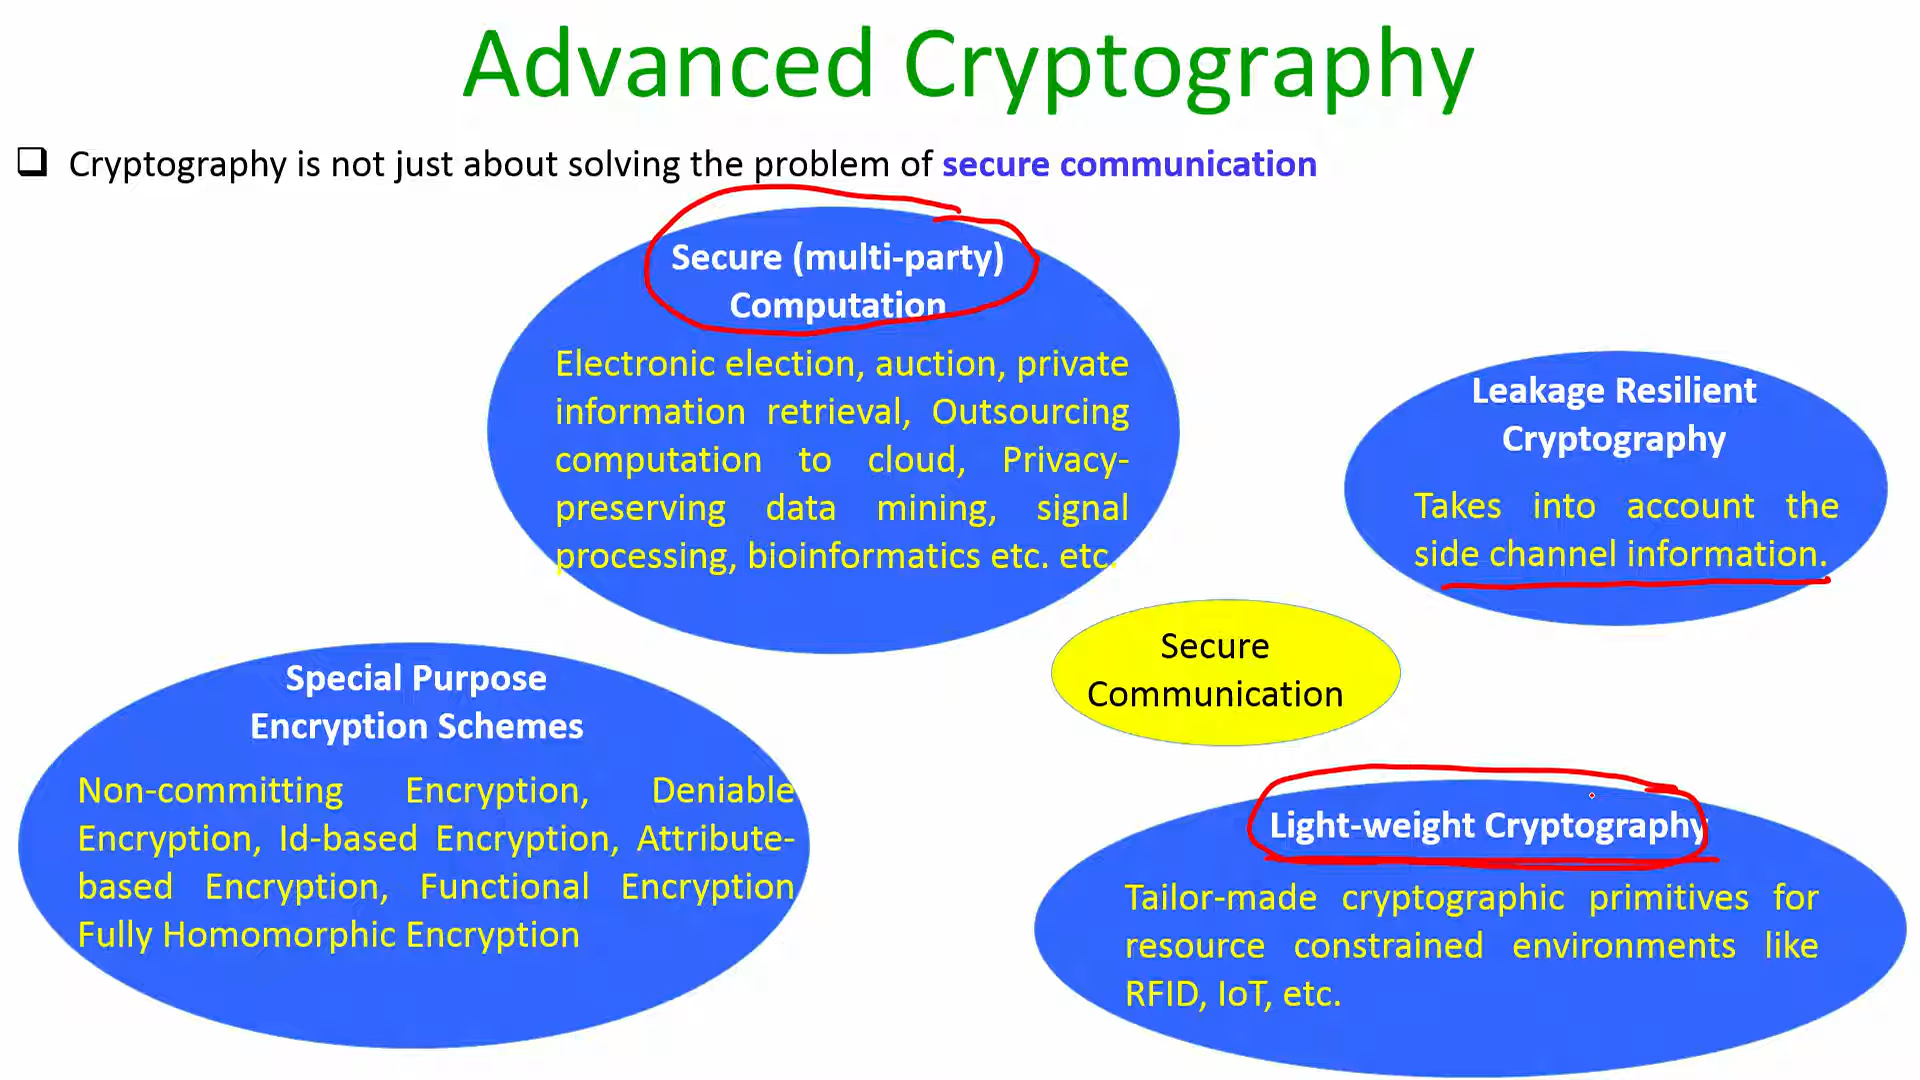 Advanced Cryptography
Cryptography is not just about solving the problem of secure communication
Secure (multi-party)
Computation
Electronic election, auction, private
information retrieval, Outsourcing
computation to cloud, Privacy-
preserving data mining, signal
processing, bioinformatics etc. etc.
Leakage Resilient
Cryptography
Takes into account the
side channel information.
Secure
Communication
Special Purpose
Encryption Schemes
Non-committing Encryption, Deniable
Encryption, Id-based Encryption, Attribute-
based Encryption, Functional Encryption
Fully Homomorphic Encryption
Light-weight Cryptography
Tailor-made cryptographic primitives for
resource constrained environments like
RFID, IoT, etc.